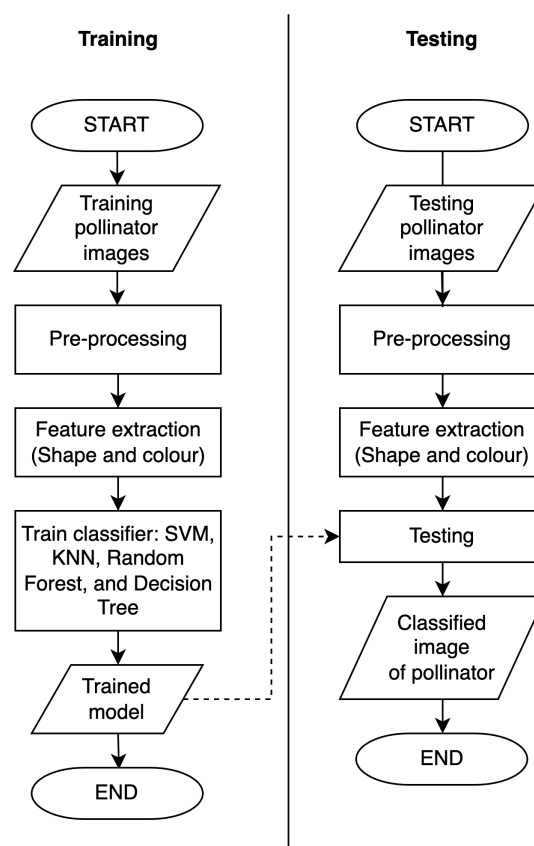 Training
START
Training
pollinator
images
Pre-processing
Feature extraction
(Shape and colour)
Train classifier: SVM,
KNN, Random
Forest, and Decision
Tree
Trained
model
END
Testing
START
Testing
pollinator
images
Pre-processing
Feature extraction
(Shape and colour)
Testing
Classified
image
of pollinator
END